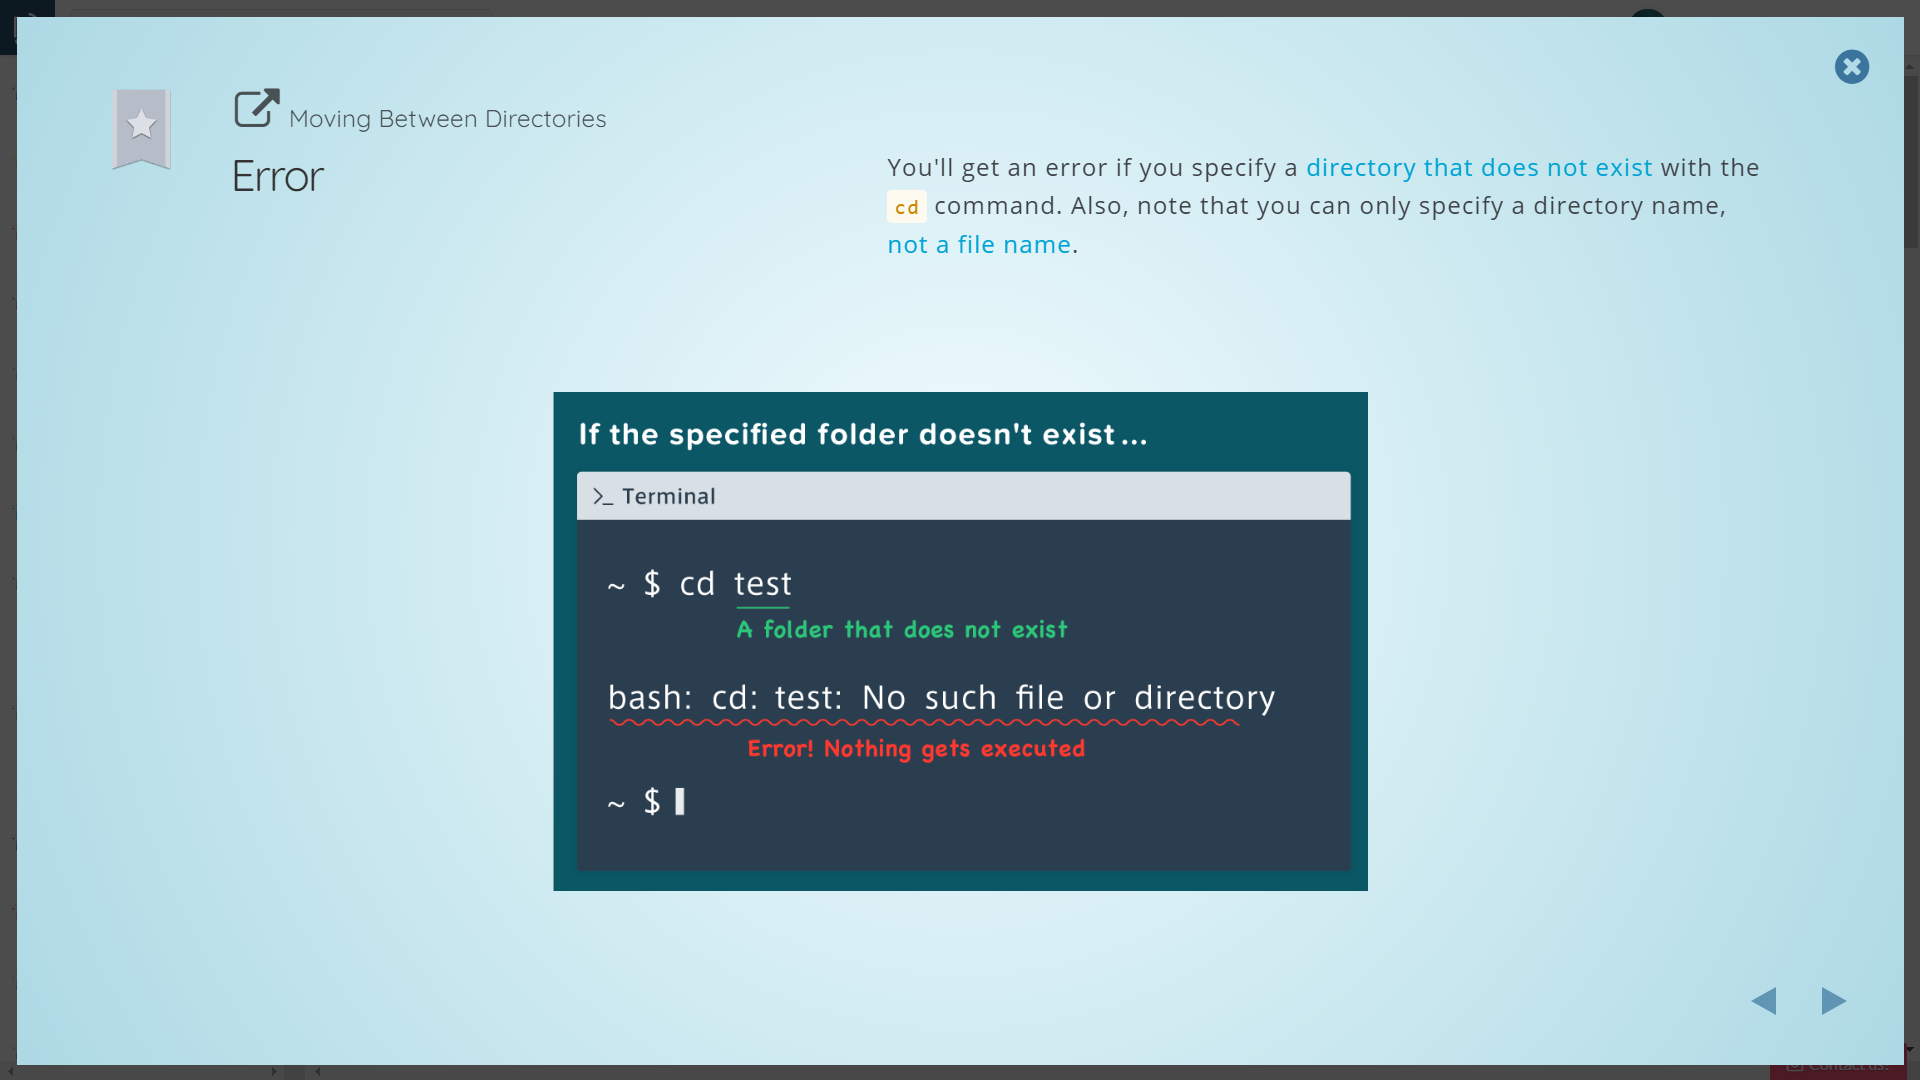 Moving Between Directories
Error
You'll get an error if you specify a directory that does not exist with the
cd command. Also, note that you can only specify a directory name,
not a file name.
If the specified folder doesn't exist...
>_ Terminal
~ $ cd test
A folder that does not exist
bash: cd: test: No such file or directory
Error! Nothing gets executed
~ $
Contact us!